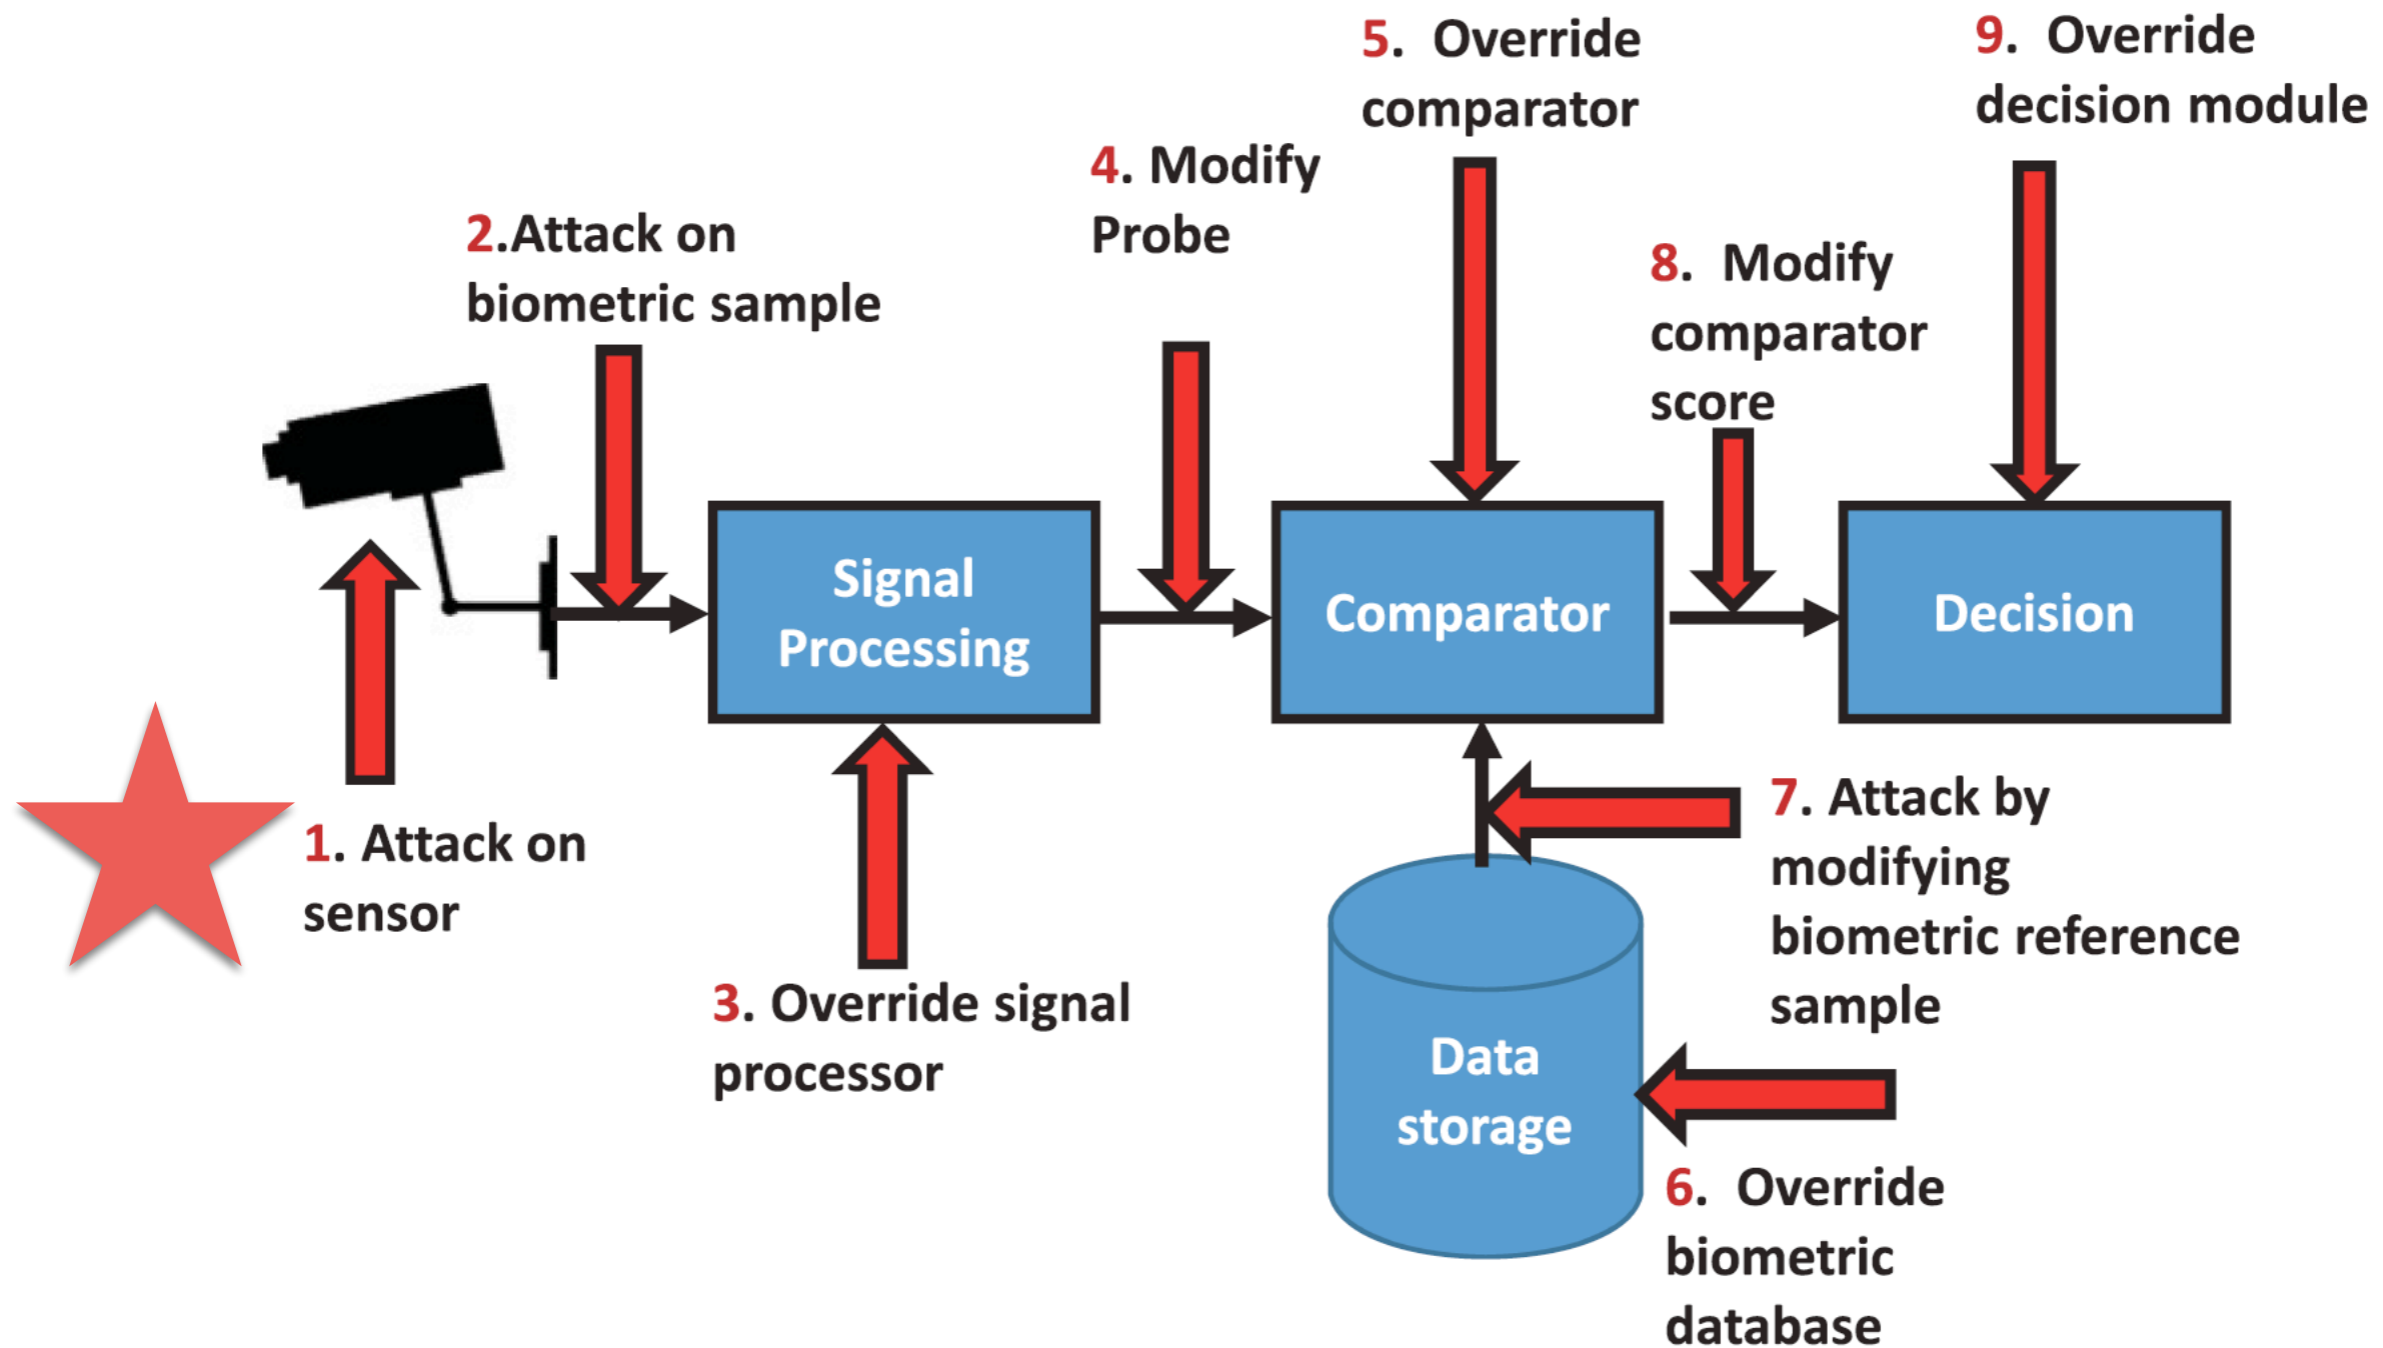 5. Override
comparator
9. Override
decision module
4. Modify
Probe
2.Attack on
biometric sample
8. Modify
comparator
score
Signal
Processing
Comparator
Decision
1. Attack on
sensor
7. Attack by
modifying
biometric reference
sample
3. Override signal
processor
Data
storage
6. Override
biometric
database